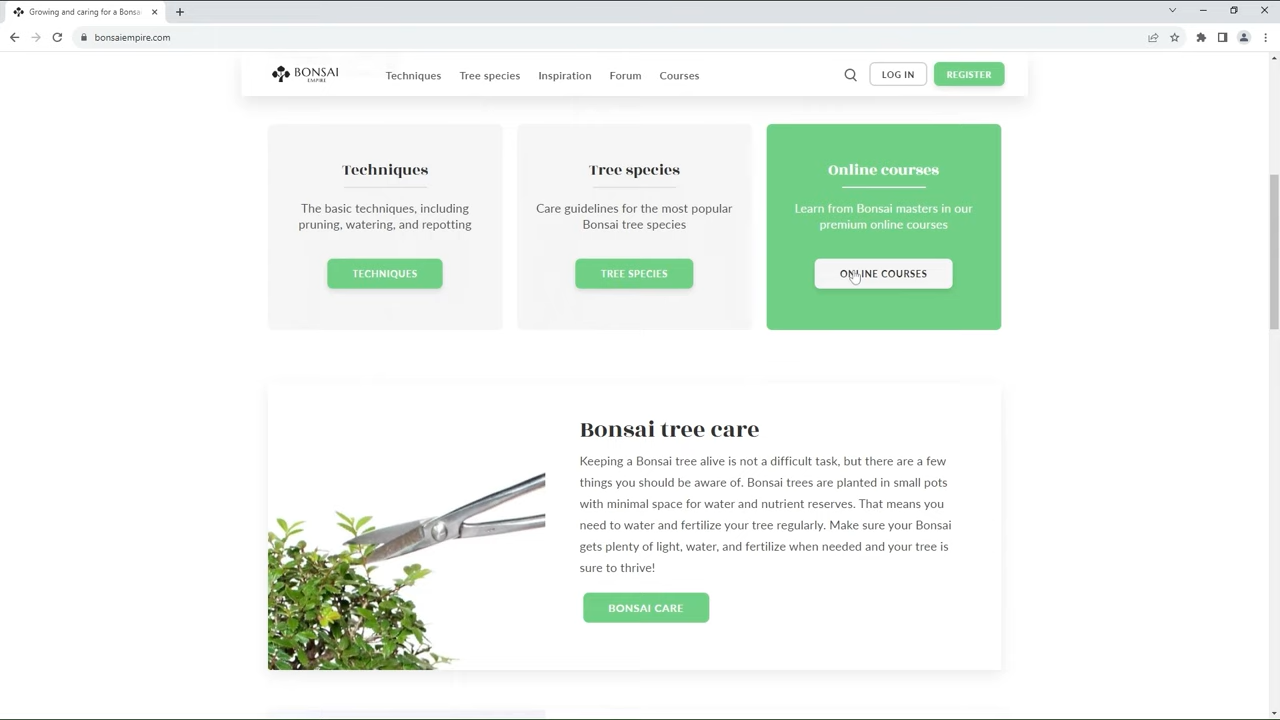 Growing and caring for a Bonsa
bonsaiempire.com
BONSAI
EMPIRE
Techniques
Tree species
Inspiration
Forum
Courses
LOG IN
REGISTER
Techniques
The basic techniques, including
pruning, watering, and repotting
TECHNIQUES
Tree species
Care guidelines for the most popular
Bonsai tree species
TREE SPECIES
Online courses
Learn from Bonsai masters in our
premium online courses
ONLINE COURSES
Bonsai tree care
Keeping a Bonsai tree alive is not a difficult task, but there are a few
things you should be aware of. Bonsai trees are planted in small pots
with minimal space for water and nutrient reserves. That means you
need to water and fertilize your tree regularly. Make sure your Bonsai
gets plenty of light, water, and fertilize when needed and your tree is
sure to thrive!
BONSAI CARE